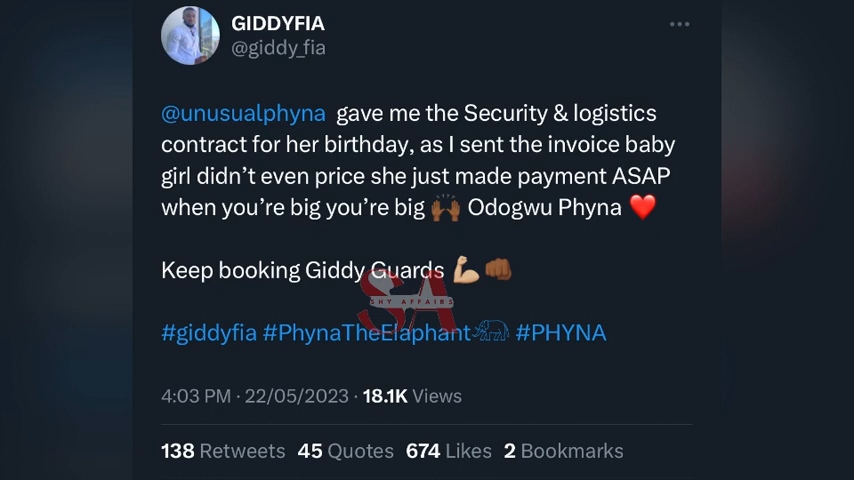 GIDDYFIA
@giddy_fia
@unusualphyna gave me the Security & logistics
contract for her birthday, as I sent the invoice baby
girl didn’t even price she just made payment ASAP
when you’re big you’re big 🙌🏾 Odogwu Phyna ❤️
Keep booking Giddy Guards 💪🏼👊🏾
SA
SHY AFFAIRS
#giddyfia #PhynaTheElaphant🐘 #PHYNA
4:03 PM · 22/05/2023 · 18.1K Views
138 Retweets 45 Quotes 674 Likes 2 Bookmarks